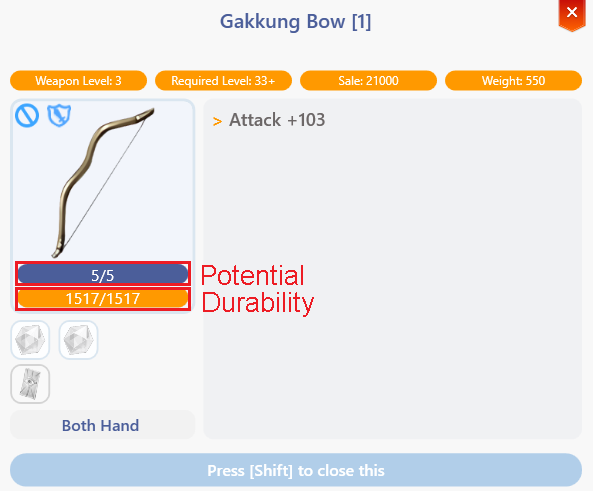 Gakkung Bow [1]
Weapon Level: 3
Required Level: 33+
Sale: 21000
Weight: 550
> Attack +103
5/5
Potential
1517/1517
Durability
Both Hand
Press [Shift] to close this